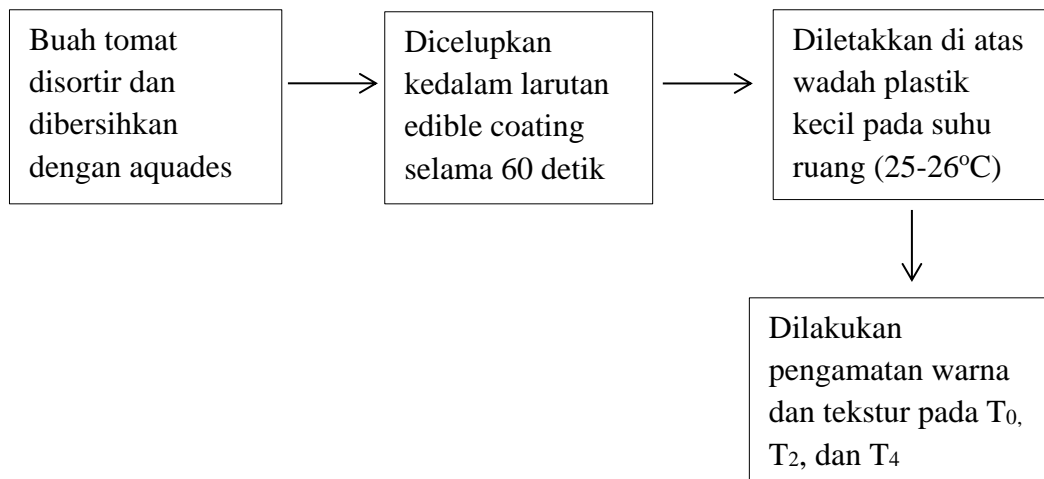 Buah tomat
disortir dan
dibersihkan
dengan aquades
Dicelupkan
kedalam larutan
edible coating
selama 60 detik
Diletakkan di atas
wadah plastik
kecil pada suhu
ruang (25-26ºC)
Dilakukan
pengamatan warna
dan tekstur pada T₀,
T₂, dan T₄